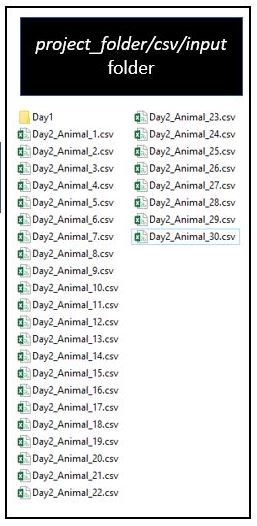 project_folder/csv/input
folder
Day1
Day2_Animal_1.csv
Day2_Animal_2.csv
Day2_Animal_3.csv
Day2_Animal_4.csv
Day2_Animal_5.csv
Day2_Animal_6.csv
Day2_Animal_7.csv
Day2_Animal_8.csv
Day2_Animal_9.csv
Day2_Animal_10.csv
Day2_Animal_11.csv
Day2_Animal_12.csv
Day2_Animal_13.csv
Day2_Animal_14.csv
Day2_Animal_15.csv
Day2_Animal_16.csv
Day2_Animal_17.csv
Day2_Animal_18.csv
Day2_Animal_19.csv
Day2_Animal_20.csv
Day2_Animal_21.csv
Day2_Animal_22.csv
Day2_Animal_23.csv
Day2_Animal_24.csv
Day2_Animal_25.csv
Day2_Animal_26.csv
Day2_Animal_27.csv
Day2_Animal_28.csv
Day2_Animal_29.csv
Day2_Animal_30.csv